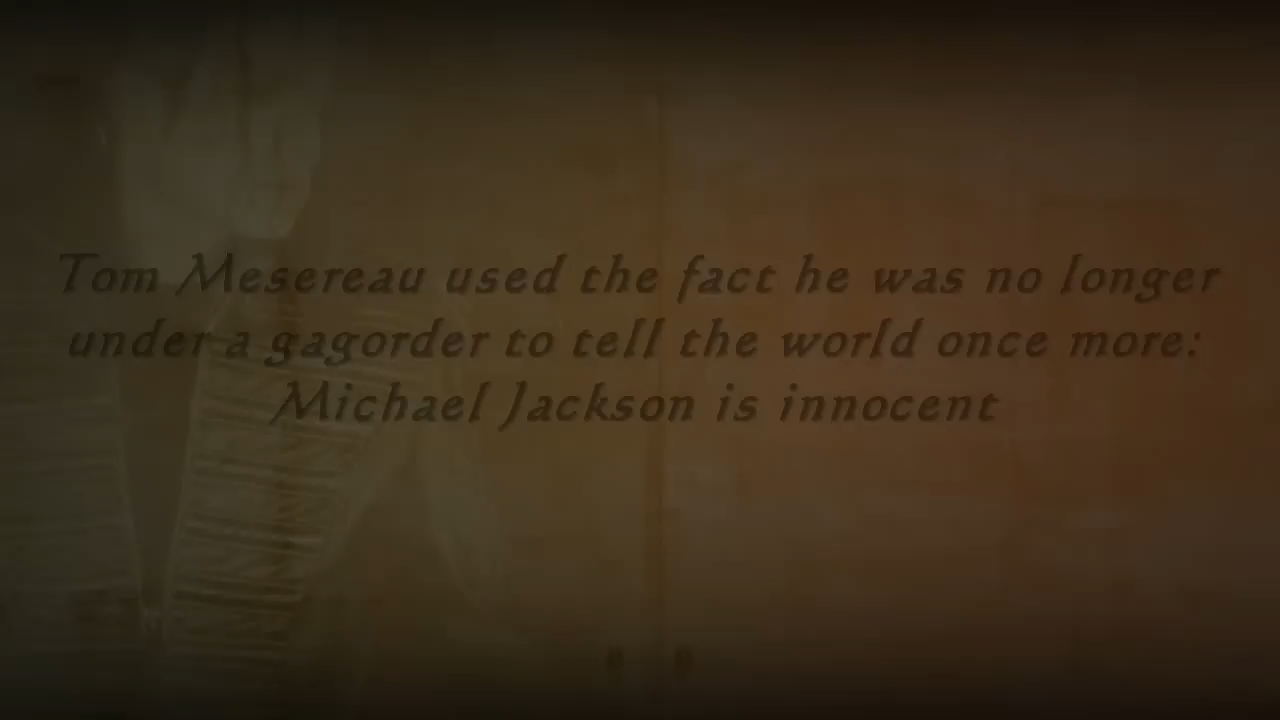 Tom Mesereau used the fact he was no longer
under a gagorder to tell the world once more:
Michael Jackson is innocent